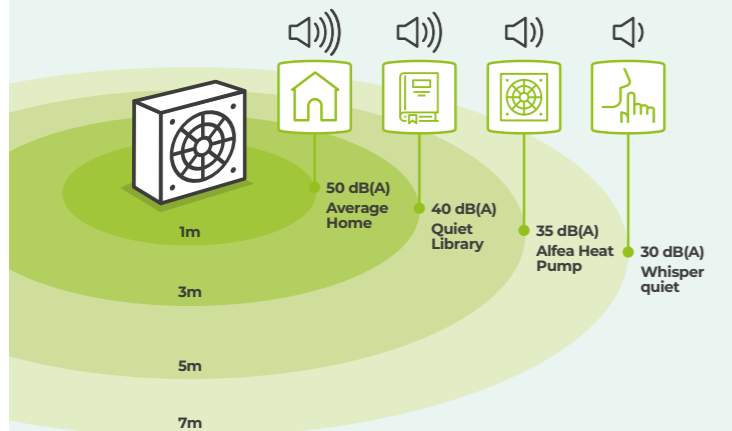 50 dB(A)
Average
Home
40 dB(A)
Quiet
Library
35 dB(A)
Alfea Heat
Pump
30 dB(A)
Whisper
quiet
1m
3m
5m
7m